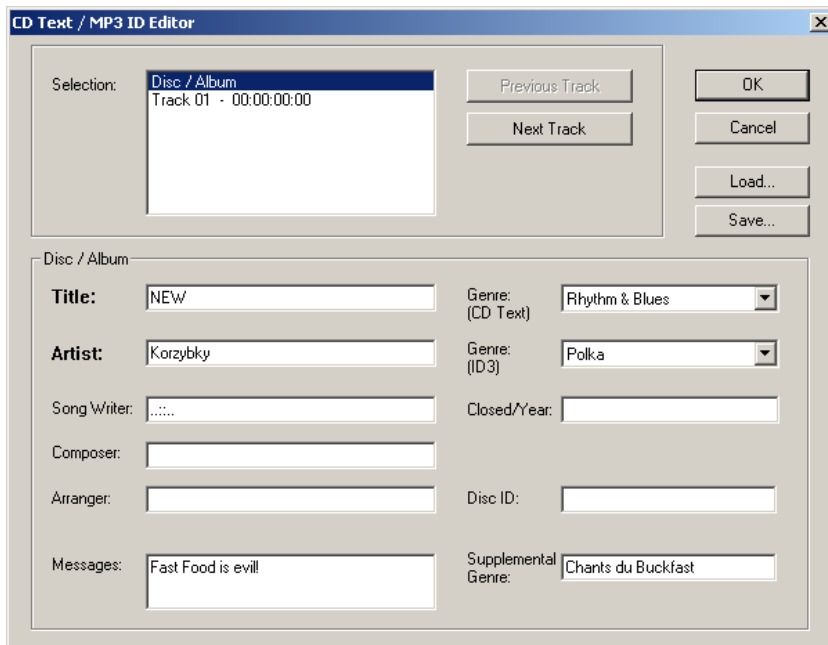 CD Text / MP3 ID Editor
Selection:
Disc / Album
Track 01 - 00:00:00:00
Previous Track
Next Track
OK
Cancel
Load...
Save...
Disc / Album
Title: NEW
Genre: (CD Text) Rhythm & Blues
Artist: Korzybky
Genre: (ID3) Polka
Song Writer: ..::..
Closed/Year:
Composer:
Arranger:
Disc ID:
Messages: Fast Food is evil!
Supplemental Genre: Chants du Buckfast